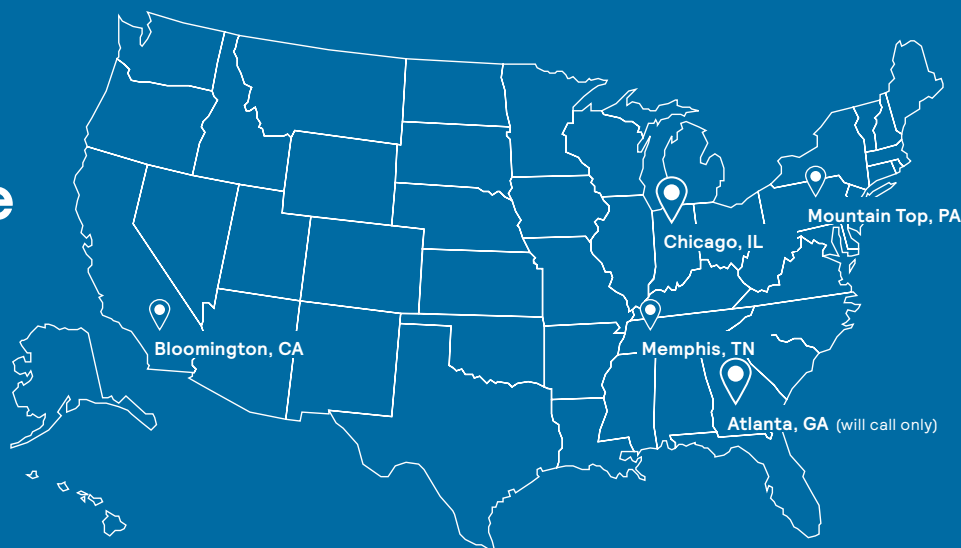 e
Mountain Top, PA
Chicago, IL
Bloomington, CA
Memphis, TN
Atlanta, GA (will call only)